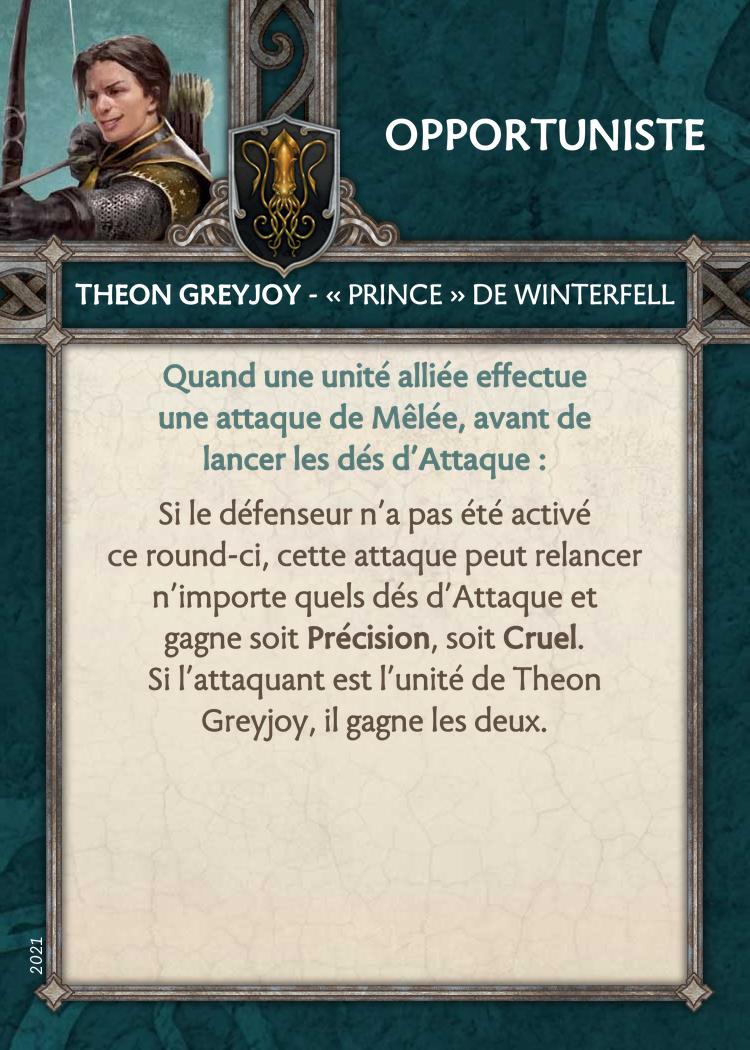 OPPORTUNISTE
THEON GREYJOY - « PRINCE » DE WINTERFELL
Quand une unité alliée effectue
une attaque de Mêlée, avant de
lancer les dés d’Attaque :
Si le défenseur n’a pas été activé
ce round-ci, cette attaque peut relancer
n’importe quels dés d’Attaque et
gagne soit Précision, soit Cruel.
Si l’attaquant est l’unité de Theon
Greyjoy, il gagne les deux.
2021